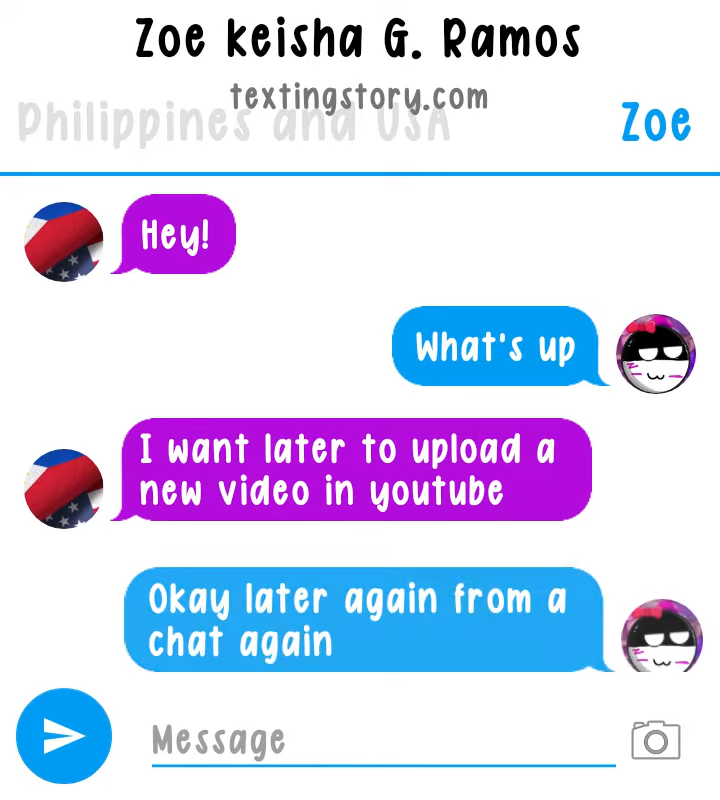 Zoe keisha G. Ramos
textingstory.com
Philippines and USA
Zoe
Hey!
What's up
I want later to upload a
new video in youtube
Okay later again from a
chat again
Message